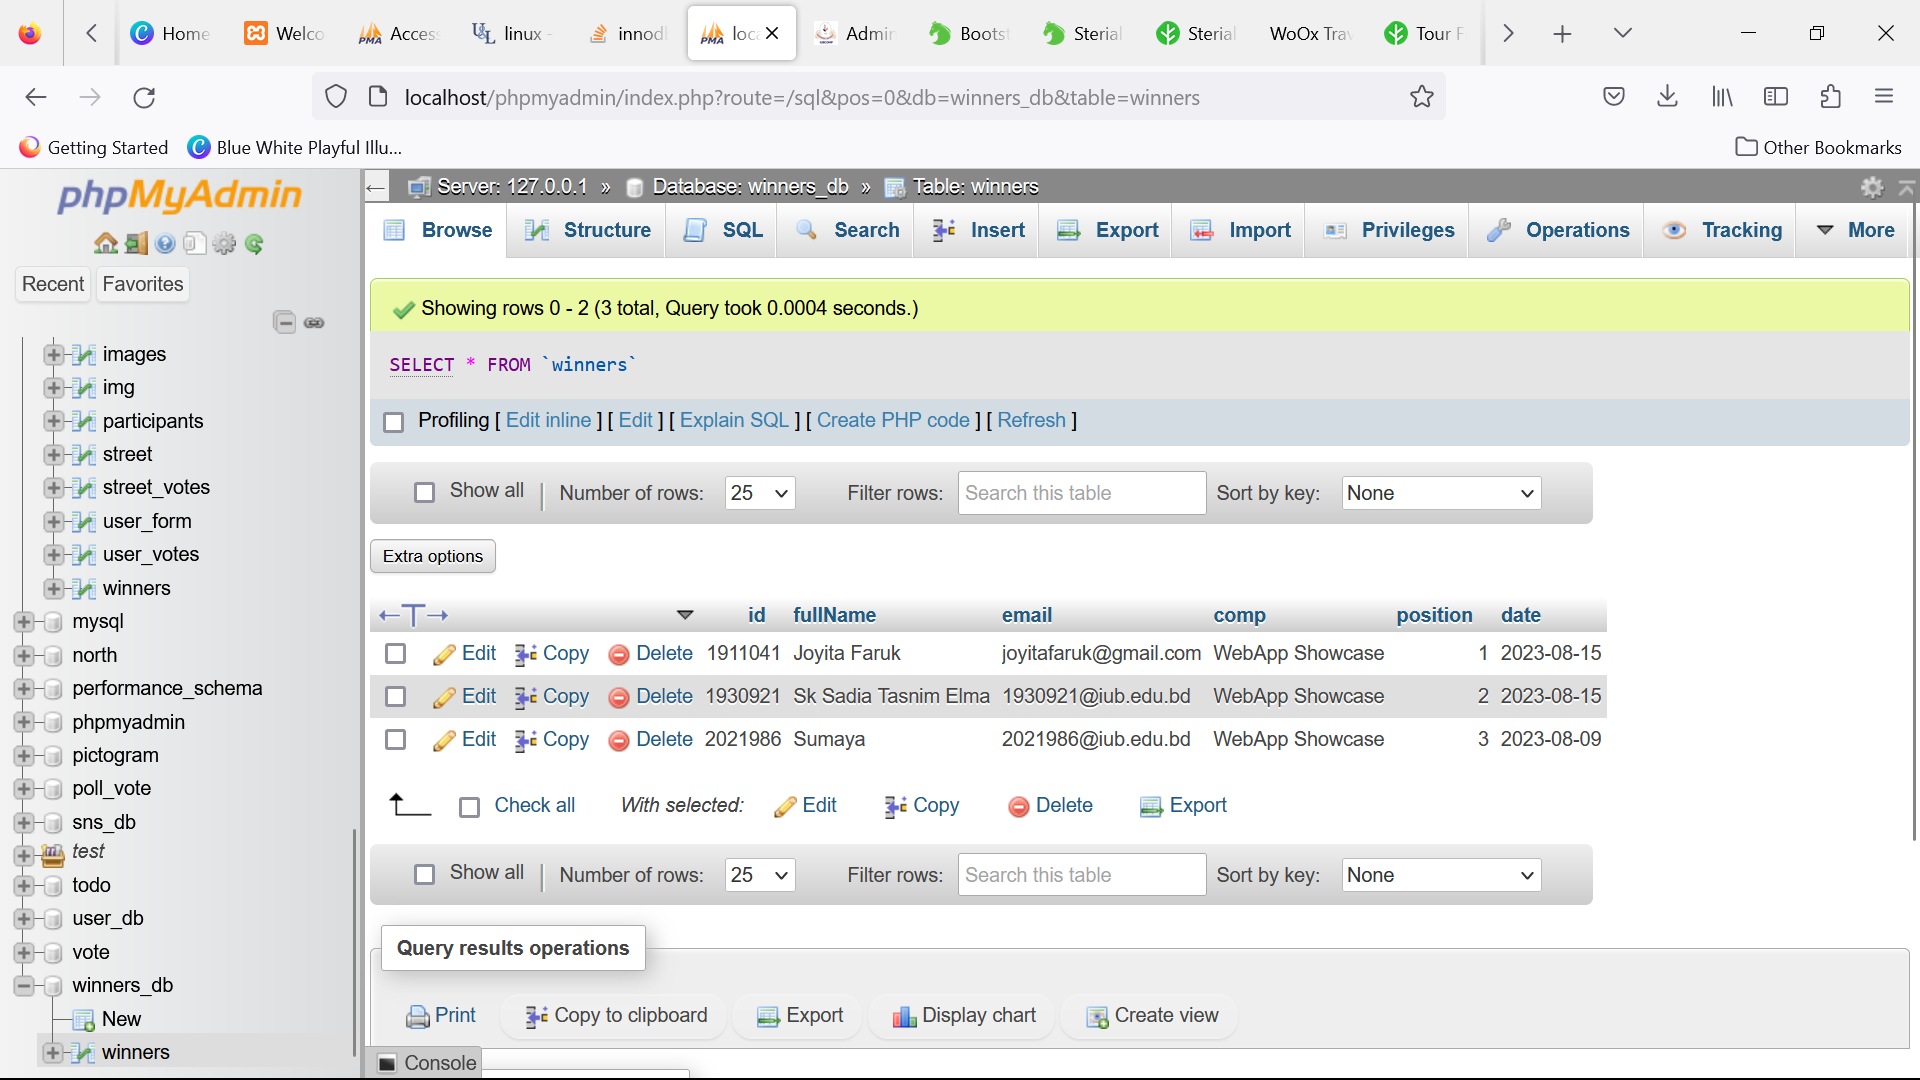 Home
Welco
Access
linux -
innod
loca
Admin
Boots
Sterial
Sterial
WoOx Trav
Tour F
localhost/phpmyadmin/index.php?route=/sql&pos=0&db=winners_db&table=winners
Getting Started
Blue White Playful Illu...
Other Bookmarks
phpMyAdmin
Recent
Favorites
images
img
participants
street
street_votes
user_form
user_votes
winners
mysql
north
performance_schema
phpmyadmin
pictogram
poll_vote
sns_db
test
todo
user_db
vote
winners_db
New
winners
Server: 127.0.0.1 » Database: winners_db » Table: winners
Browse Structure SQL Search Insert Export Import Privileges Operations Tracking More
Showing rows 0 - 2 (3 total, Query took 0.0004 seconds.)
SELECT * FROM `winners`
Profiling [ Edit inline ] [ Edit ] [ Explain SQL ] [ Create PHP code ] [ Refresh ]
Show all | Number of rows: 25 Filter rows: Search this table Sort by key: None
Extra options
id fullName email comp position date
Edit Copy Delete 1911041 Joyita Faruk joyitafaruk@gmail.com WebApp Showcase 1 2023-08-15
Edit Copy Delete 1930921 Sk Sadia Tasnim Elma 1930921@iub.edu.bd WebApp Showcase 2 2023-08-15
Edit Copy Delete 2021986 Sumaya 2021986@iub.edu.bd WebApp Showcase 3 2023-08-09
Check all With selected: Edit Copy Delete Export
Show all | Number of rows: 25 Filter rows: Search this table Sort by key: None
Query results operations
Print Copy to clipboard Export Display chart Create view
Console